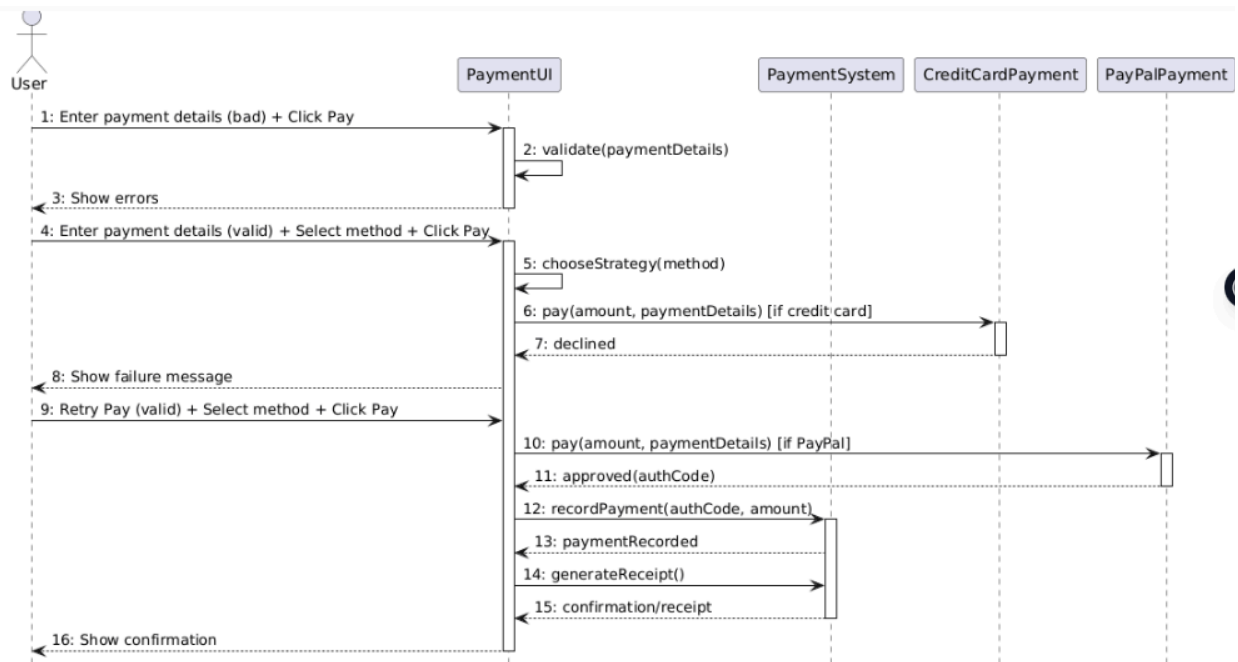 User
PaymentUI
PaymentSystem
CreditCardPayment
PayPalPayment
1: Enter payment details (bad) + Click Pay
2: validate(paymentDetails)
3: Show errors
4: Enter payment details (valid) + Select method + Click Pay
5: chooseStrategy(method)
6: pay(amount, paymentDetails) [if credit card]
7: declined
8: Show failure message
9: Retry Pay (valid) + Select method + Click Pay
10: pay(amount, paymentDetails) [if PayPal]
11: approved(authCode)
12: recordPayment(authCode, amount)
13: paymentRecorded
14: generateReceipt()
15: confirmation/receipt
16: Show confirmation